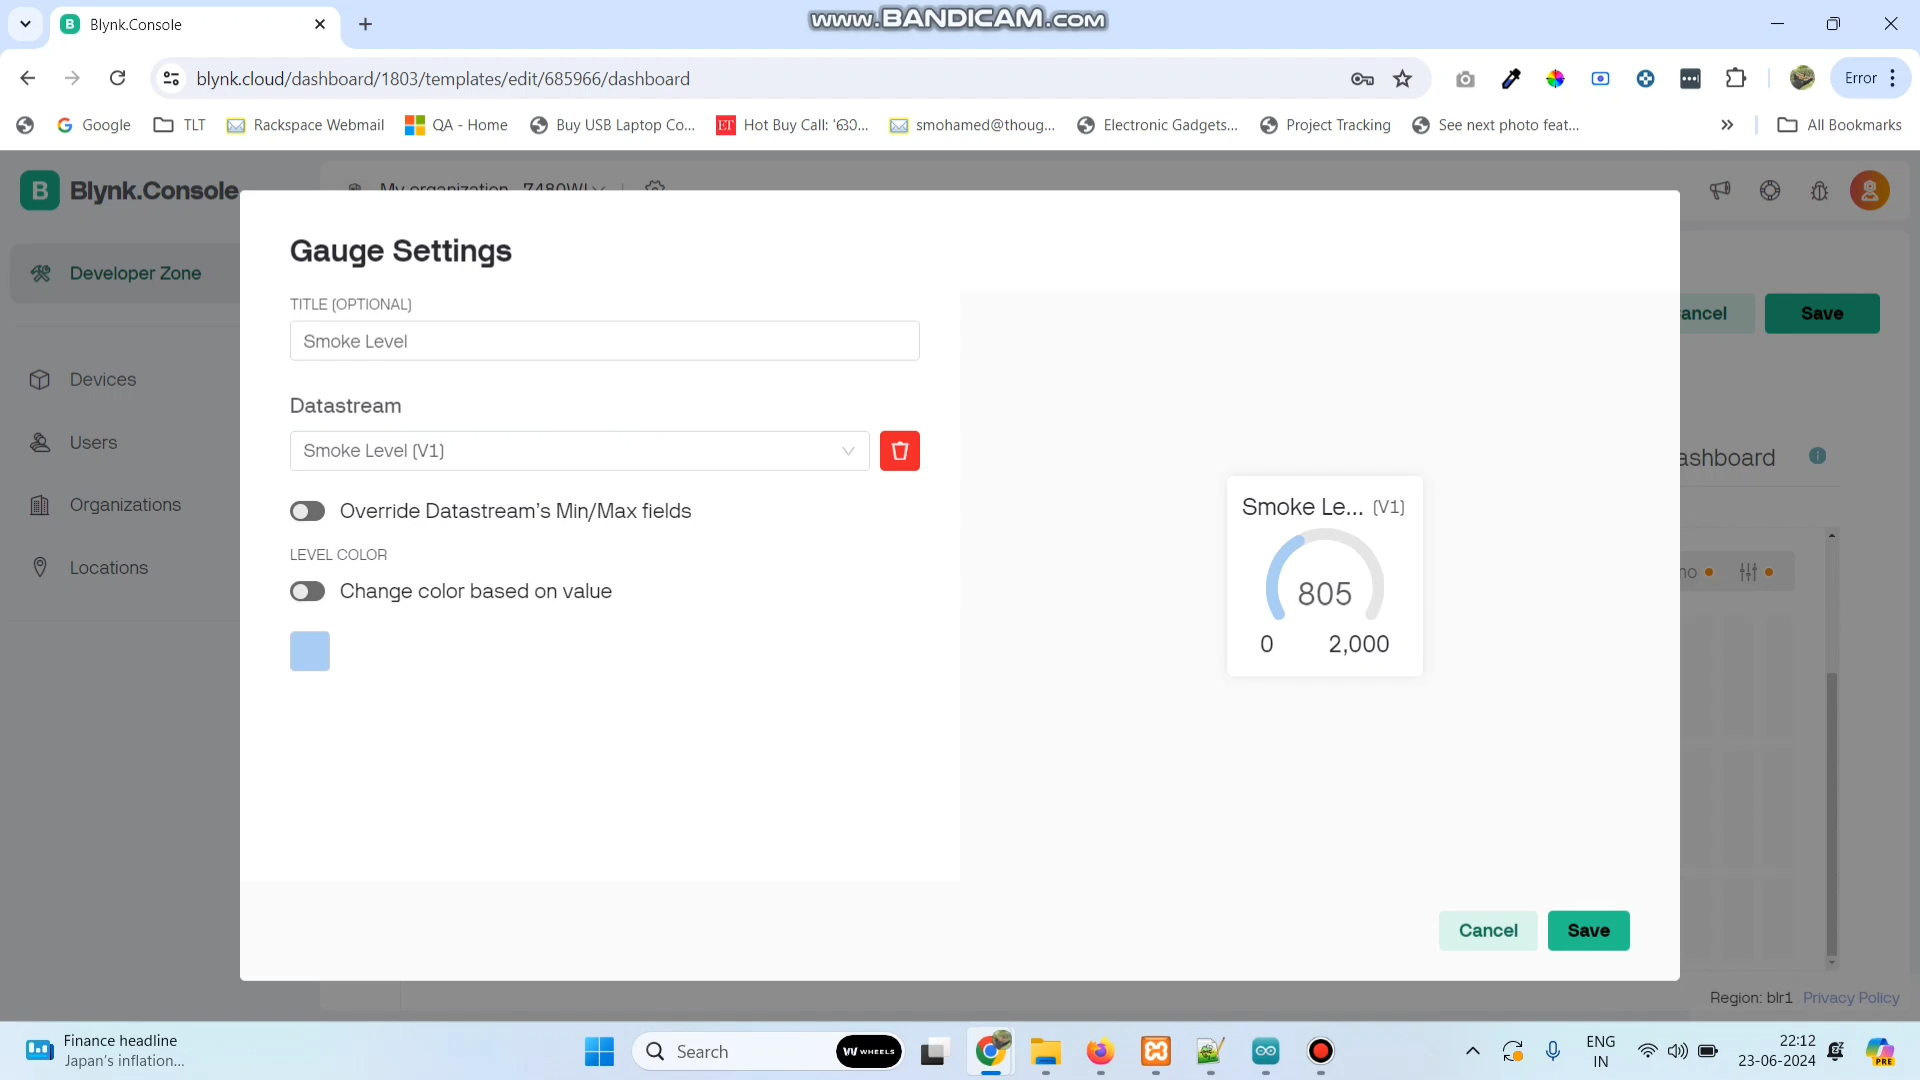 Blynk.Console
www.BANDICAM.com
blynk.cloud/dashboard/1803/templates/edit/685966/dashboard
Error
Google
TLT
Rackspace Webmail
QA - Home
Buy USB Laptop Co...
Hot Buy Call: '630...
smohamed@thoug...
Electronic Gadgets...
Project Tracking
See next photo feat...
All Bookmarks
B Blynk.Console
My organization - 7480WI
Gauge Settings
Developer Zone
TITLE (OPTIONAL)
Smoke Level
ancel
Save
Devices
Datastream
Users
Smoke Level (V1)
ashboard
Organizations
Override Datastream's Min/Max fields
Smoke Le... (V1)
LEVEL COLOR
Locations
Change color based on value
805
no
0
2,000
Cancel
Save
Region: blr1 Privacy Policy
Finance headline
Japan's inflation...
Search
W WHEELS
ENG
IN
22:12
23-06-2024
PRE